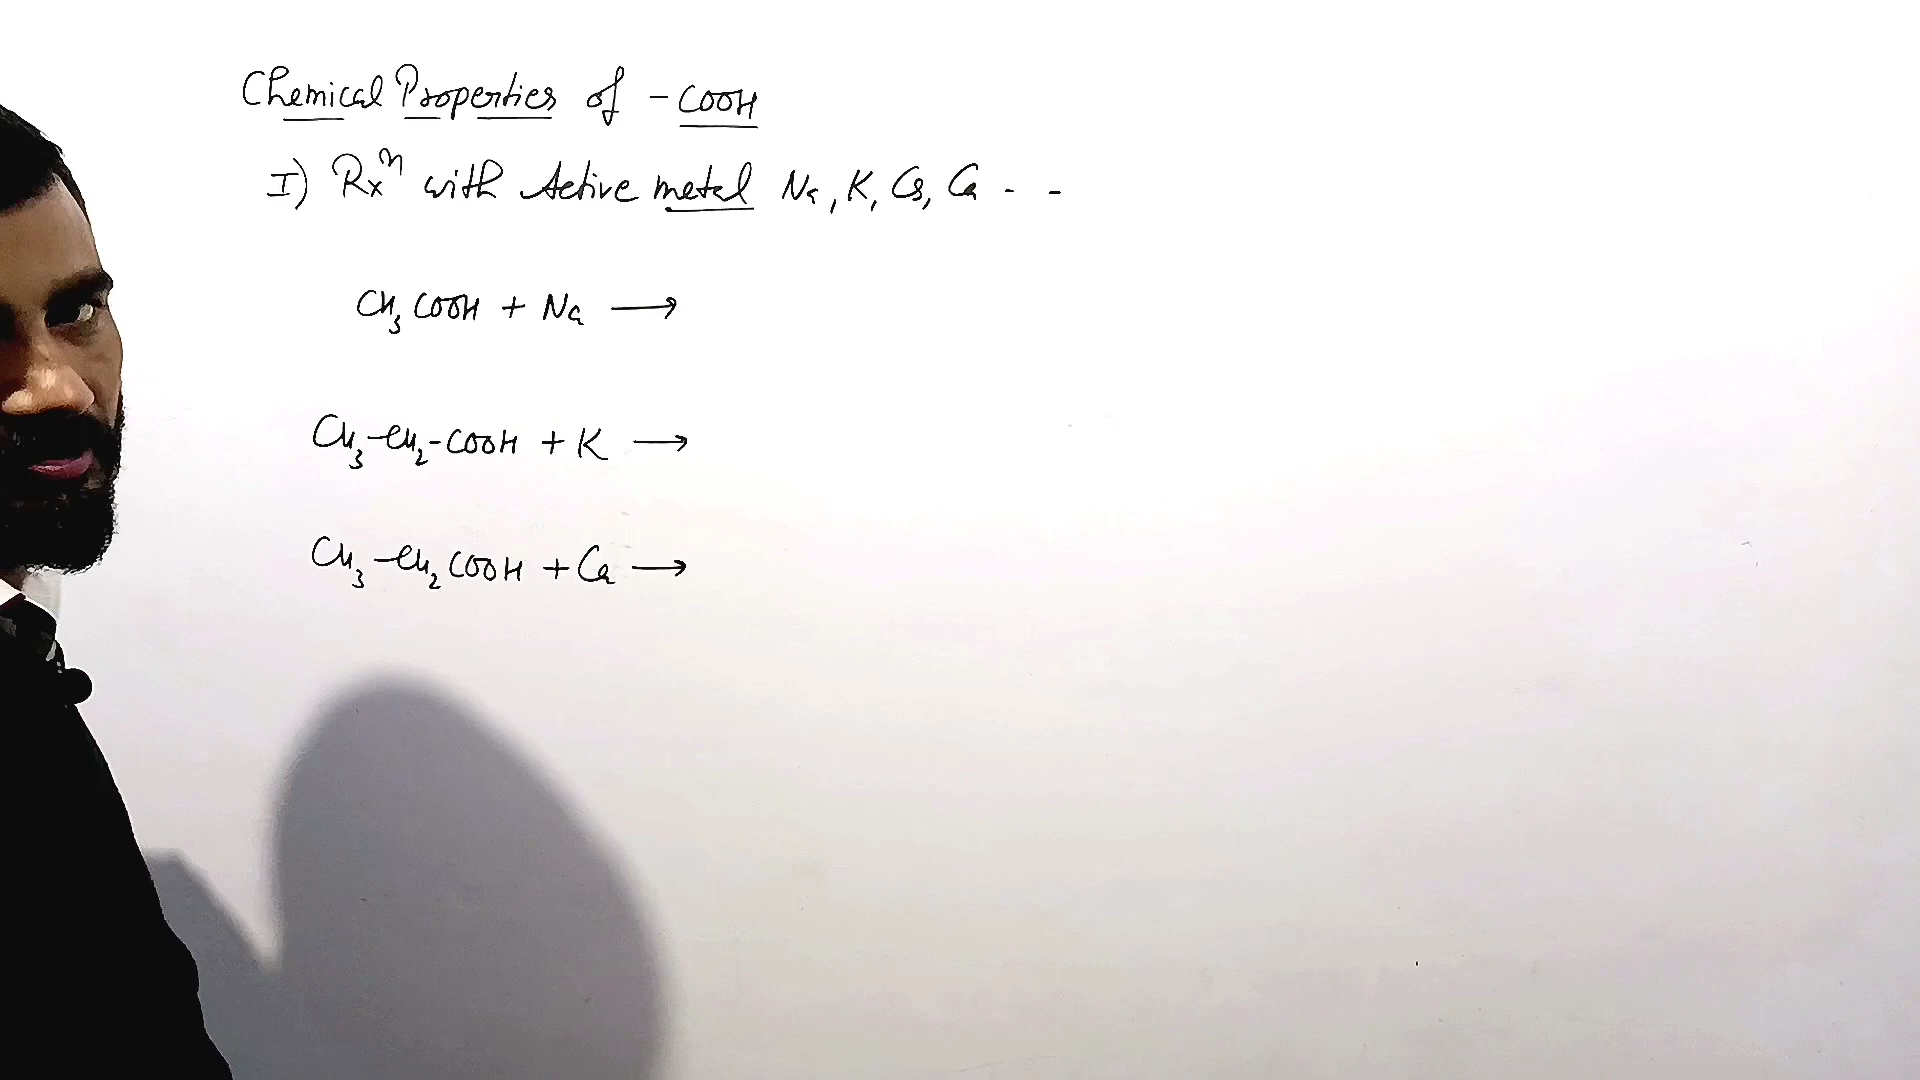 Chemical Properties of -COOH
I) Rxⁿ with Active metal Na, K, Cs, Ca - -
CH₃COOH + Na ⟶
CH₃-CH₂-COOH + K ⟶
CH₃-CH₂COOH + Ca ⟶